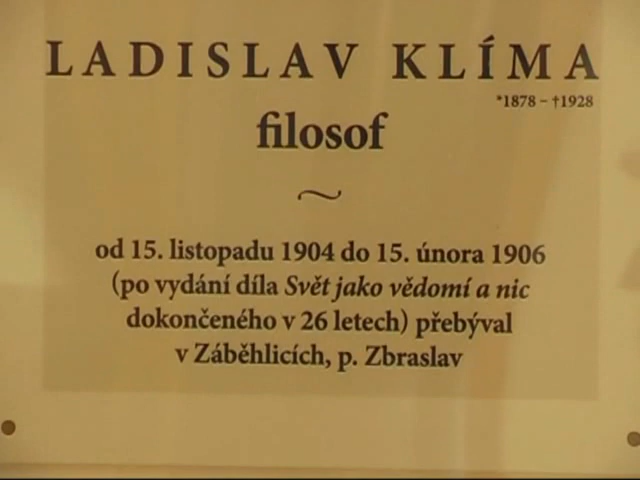 LADISLAV KLÍMA
*1878 – †1928
filosof
od 15. listopadu 1904 do 15. února 1906
(po vydání díla Svět jako vědomí a nic
dokončeného v 26 letech) přebýval
v Záběhlicích, p. Zbraslav